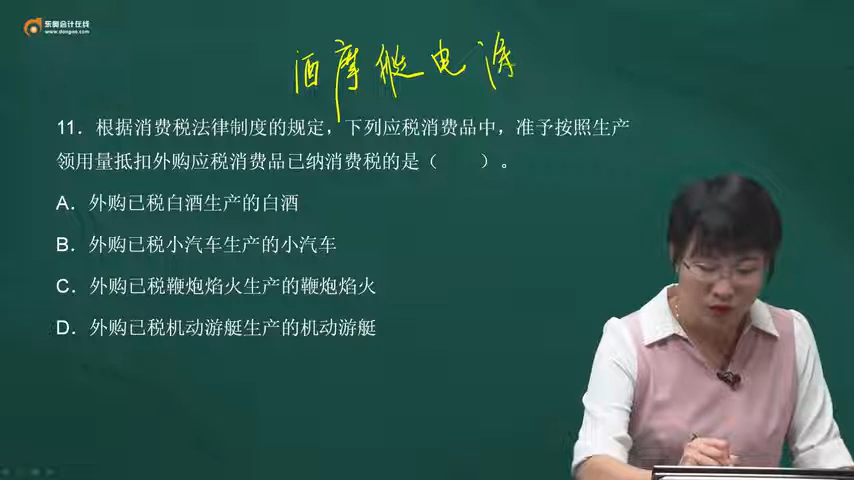 东奥会计在线
www.dongao.com
酒摩艇电涂
11．根据消费税法律制度的规定，下列应税消费品中，准予按照生产
领用量抵扣外购应税消费品已纳消费税的是（　　）。
A．外购已税白酒生产的白酒
B．外购已税小汽车生产的小汽车
C．外购已税鞭炮焰火生产的鞭炮焰火
D．外购已税机动游艇生产的机动游艇